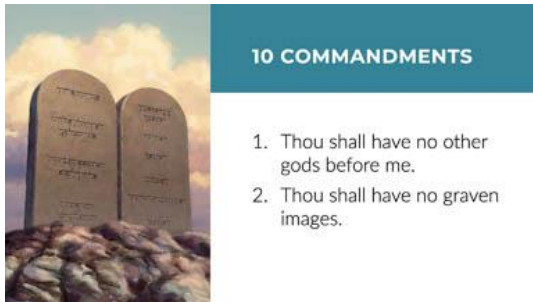 10 COMMANDMENTS
1. Thou shall have no other
gods before me.
2. Thou shall have no graven
images.